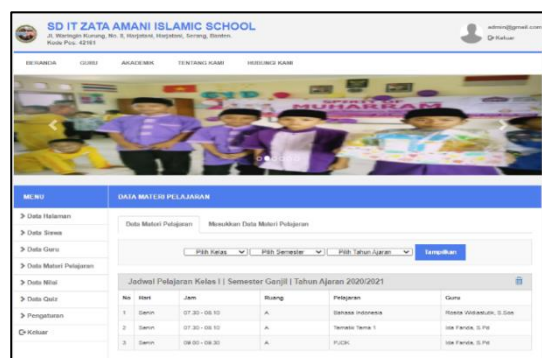 SD IT ZATA AMANI ISLAMIC SCHOOL
Jl. Waringin Kurung, No. 8, Harjatani, Serang, Banten.
Kode Pos. 42161
admin@gmail.com
Keluar
BERANDA GURU AKADEMIK TENTANG KAMI HUBUNGI KAMI
SPIRIT OF
MUHARRAM
MENU
DATA MATERI PELAJARAN
Data Halaman
Data Siswa
Data Guru
Data Materi Pelajaran
Data Nilai
Data Quiz
Pengaturan
Keluar
Data Materi Pelajaran Masukkan Data Materi Pelajaran
Pilih Kelas Pilih Semester Pilih Tahun Ajaran Tampilkan
Jadwal Pelajaran Kelas I | Semester Ganjil | Tahun Ajaran 2020/2021
No Hari Jam Ruang Pelajaran Guru
1 Senin 07.30 - 08.10 A Bahasa Indonesia S.Sos
2 Senin 07.30 - 08.10 A Tematik Tema 1 Ida Farida, S.Pd
3 Senin 08.00 - 08.30 A PJOK Ida Farida, S.Pd